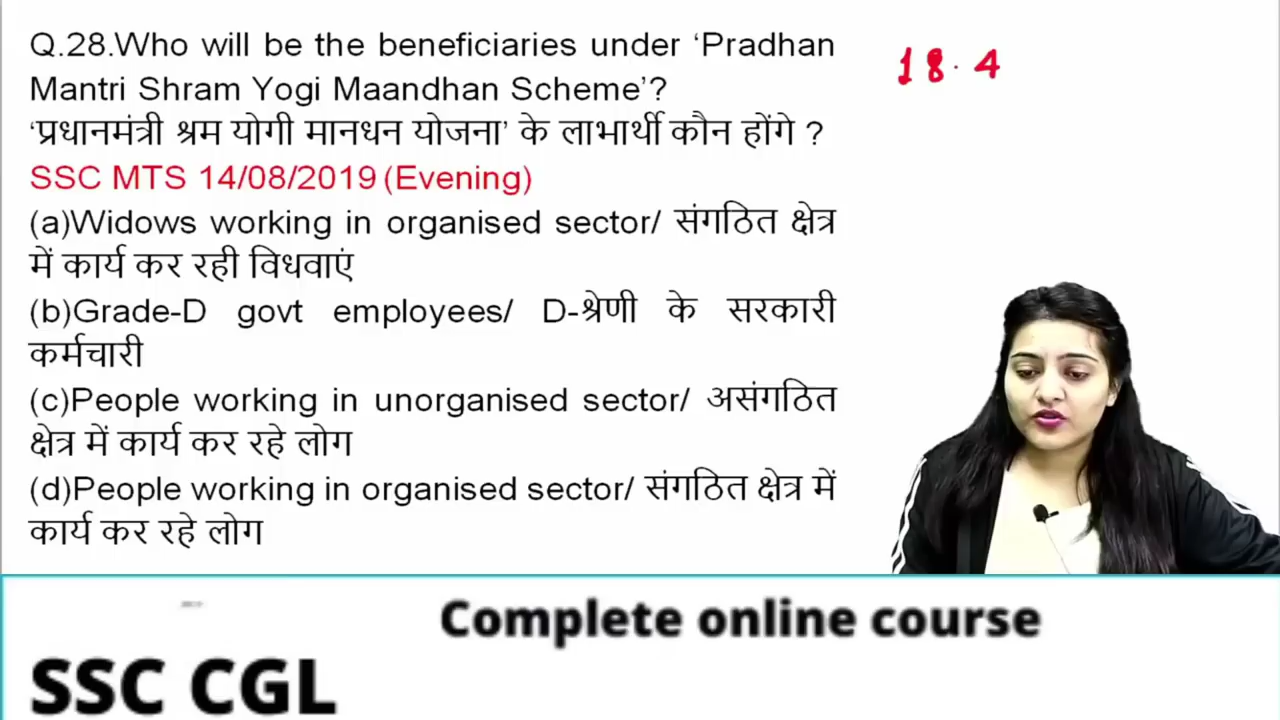 Q.28.Who will be the beneficiaries under ‘Pradhan
Mantri Shram Yogi Maandhan Scheme’?
‘प्रधानमंत्री श्रम योगी मानधन योजना’ के लाभार्थी कौन होंगे ?
SSC MTS 14/08/2019 (Evening)
(a)Widows working in organised sector/ संगठित क्षेत्र
में कार्य कर रही विधवाएं
(b)Grade-D govt employees/ D-श्रेणी के सरकारी
कर्मचारी
(c)People working in unorganised sector/ असंगठित
क्षेत्र में कार्य कर रहे लोग
(d)People working in organised sector/ संगठित क्षेत्र में
कार्य कर रहे लोग
18.4
Complete online course
SSC CGL